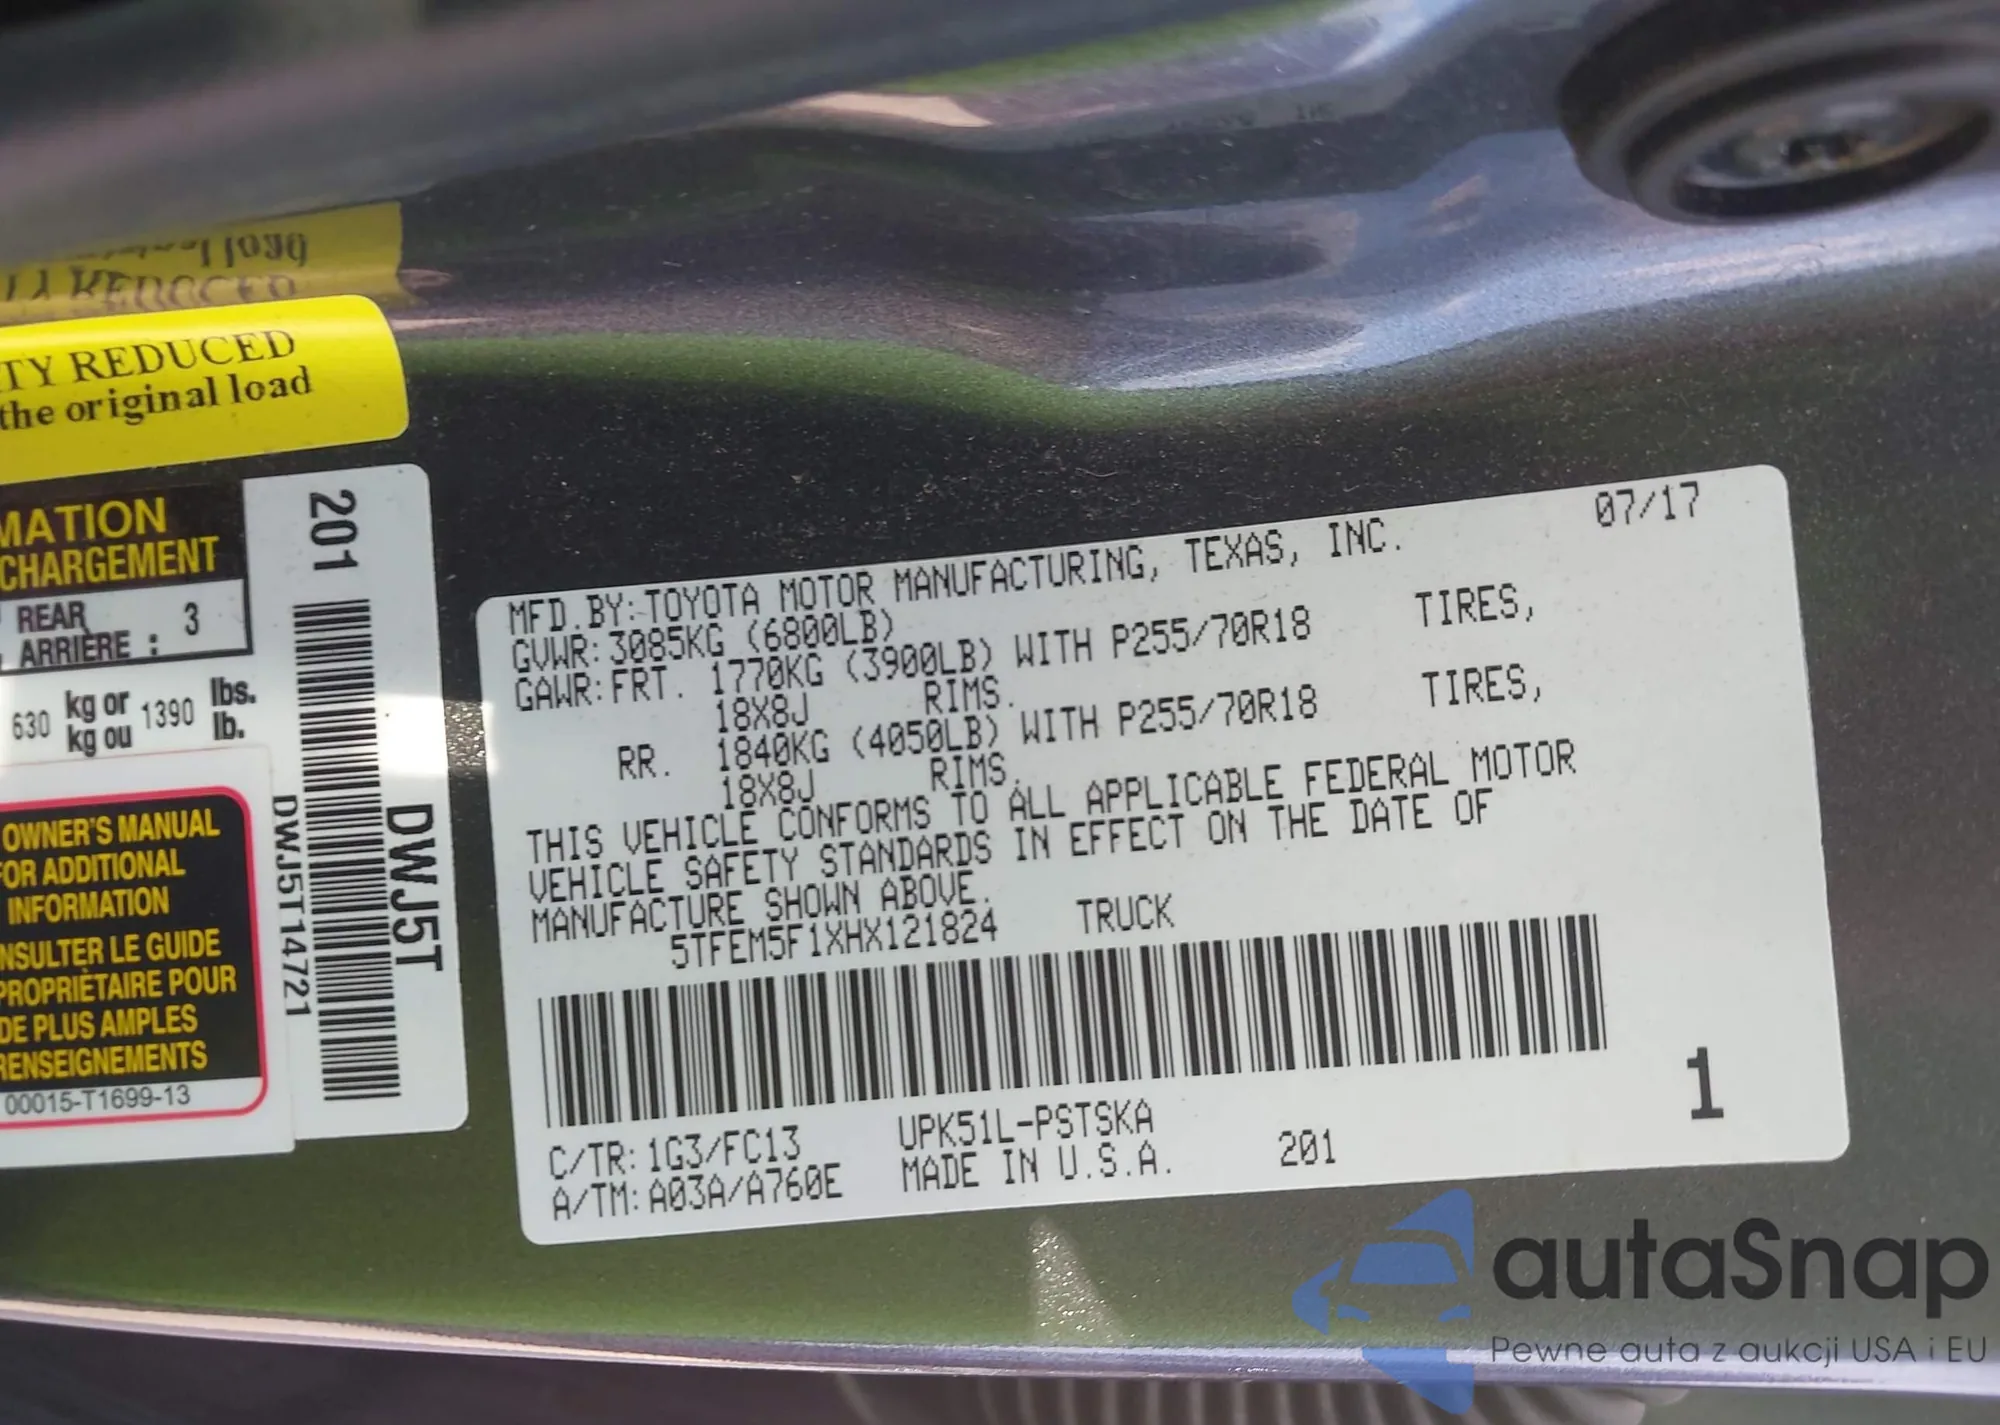 TY REDUCED
the original load
MATION
CHARGEMENT
REAR
ARRIÈRE : 3
630 kg or 1390 lbs.
kg ou lb.
OWNER'S MANUAL
FOR ADDITIONAL
INFORMATION
NSULTER LE GUIDE
PROPRIÈTAIRE POUR
DE PLUS AMPLES
RENSEIGNEMENTS
00015-T1699-13
201
DWJ5T
DWJ5T14721
07/17
MFD.BY:TOYOTA MOTOR MANUFACTURING, TEXAS, INC.
GVWR:3085KG (6800LB)
GAWR:FRT. 1770KG (3900LB) WITH P255/70R18 TIRES,
18X8J RIMS.
RR. 1840KG (4050LB) WITH P255/70R18 TIRES,
18X8J RIMS.
THIS VEHICLE CONFORMS TO ALL APPLICABLE FEDERAL MOTOR
VEHICLE SAFETY STANDARDS IN EFFECT ON THE DATE OF
MANUFACTURE SHOWN ABOVE.
5TFEM5F1XHX121824 TRUCK
1
C/TR:1G3/FC13 UPK51L-PSTSKA
A/TM:A03A/A760E MADE IN U.S.A. 201
autaSnap
Pewne auta z aukcji USA i EU